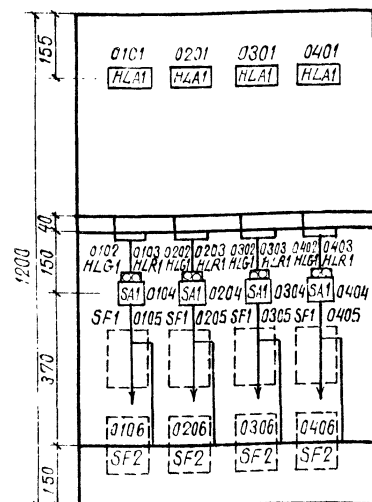 155
0101 0201 0301 0401
HLA1 HLA1 HLA1 HLA1
1200
40
0102 0103 0202 0203 0302 0303 0402 0403
HLG1 HLR1 HLG1 HLR1 HLG1 HLR1 HLG1 HLR1
150
SA1 0104 SA1 0204 SA1 0304 SA1 0404
SF1 0105 SF1 0205 SF1 0305 SF1 0405
370
0106 0206 0306 0406
SF2 SF2 SF2 SF2
150